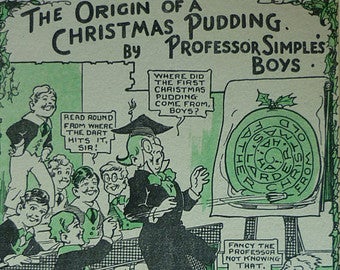 THE ORIGIN OF A
CHRISTMAS PUDDING.
BY PROFESSOR SIMPLE'S
BOYS.
WHERE DID
THE FIRST
CHRISTMAS
PUDDING
COME FROM,
BOYS?
READ ROUND
FROM WHERE
THE DART
HITS IT,
SIR!
FANCY THE
PROFESSOR
NOT KNOWING
THAT.